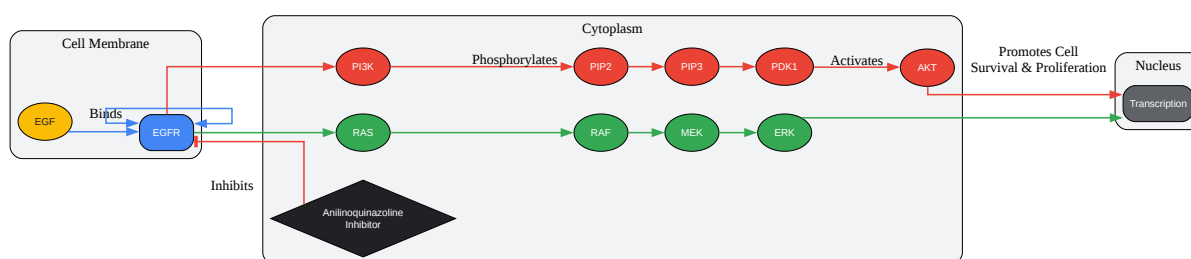 Cell Membrane
EGF
Binds
EGFR
Inhibits
Cytoplasm
PI3K
Phosphorylates
PIP2
PIP3
PDK1
Activates
AKT
RAS
RAF
MEK
ERK
Anilinoquinazoline
Inhibitor
Promotes Cell
Survival & Proliferation
Nucleus
Transcription